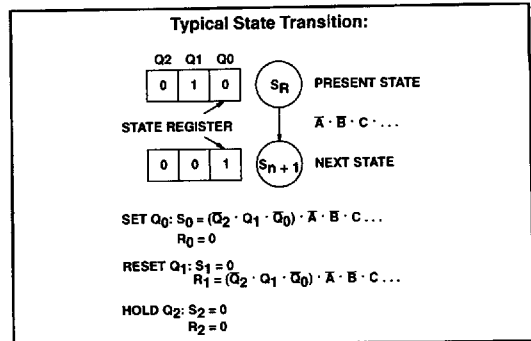 Typical State Transition:
Q2 Q1 Q0
0 1 0 SR PRESENT STATE
STATE REGISTER A̅ · B̅ · C · ...
0 0 1 Sn + 1 NEXT STATE
SET Q0: S0 = (Q̅2 · Q1 · Q̅0) · A̅ · B̅ · C ...
R0 = 0
RESET Q1: S1 = 0
R1 = (Q̅2 · Q1 · Q̅0) · A̅ · B̅ · C ...
HOLD Q2: S2 = 0
R2 = 0